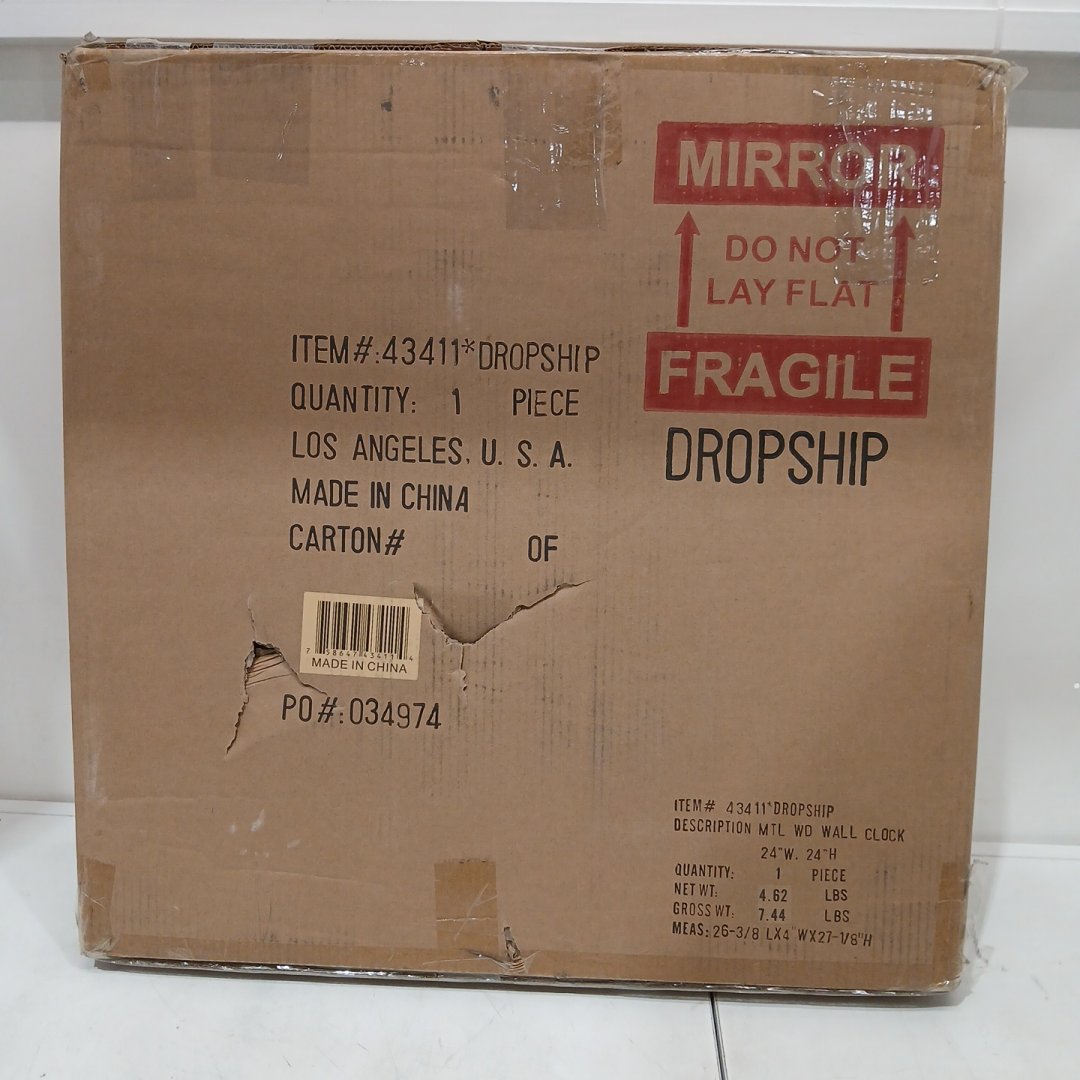 MIRROR
DO NOT
LAY FLAT
FRAGILE
DROPSHIP
ITEM#:43411*DROPSHIP
QUANTITY: 1 PIECE
LOS ANGELES, U. S. A.
MADE IN CHINA
CARTON# OF
MADE IN CHINA
PO#:034974
ITEM# 43411*DROPSHIP
DESCRIPTION MTL WD WALL CLOCK
24"W. 24"H
QUANTITY: 1 PIECE
NET WT: 4.62 LBS
GROSS WT: 7.44 LBS
MEAS: 26-3/8 LX4"WX27-1/8"H